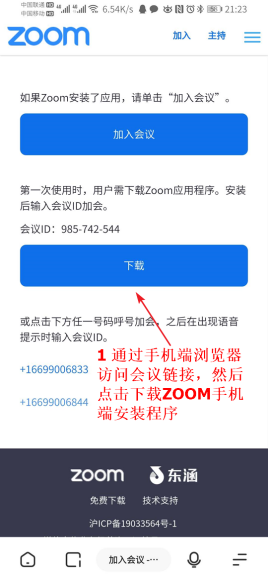 中国联通 HD 46 46 6.54K/s 21:23
中国移动 HD
zoom 加入 主持
如果Zoom安装了应用，请单击“加入会议”。
加入会议
第一次使用时，用户需下载Zoom应用程序。安装
后输入会议ID加会。
会议ID：985-742-544
下载
或点击下方任一号码呼号加会，之后在出现语音
提示时输入会议ID。
1 通过手机端浏览器
+16699006833
访问会议链接，然后
点击下载ZOOM手机
+16699006844
端安装程序
zoom 东涵
免费下载 技术支持
沪ICP备19033564号-1
加入会议 -···